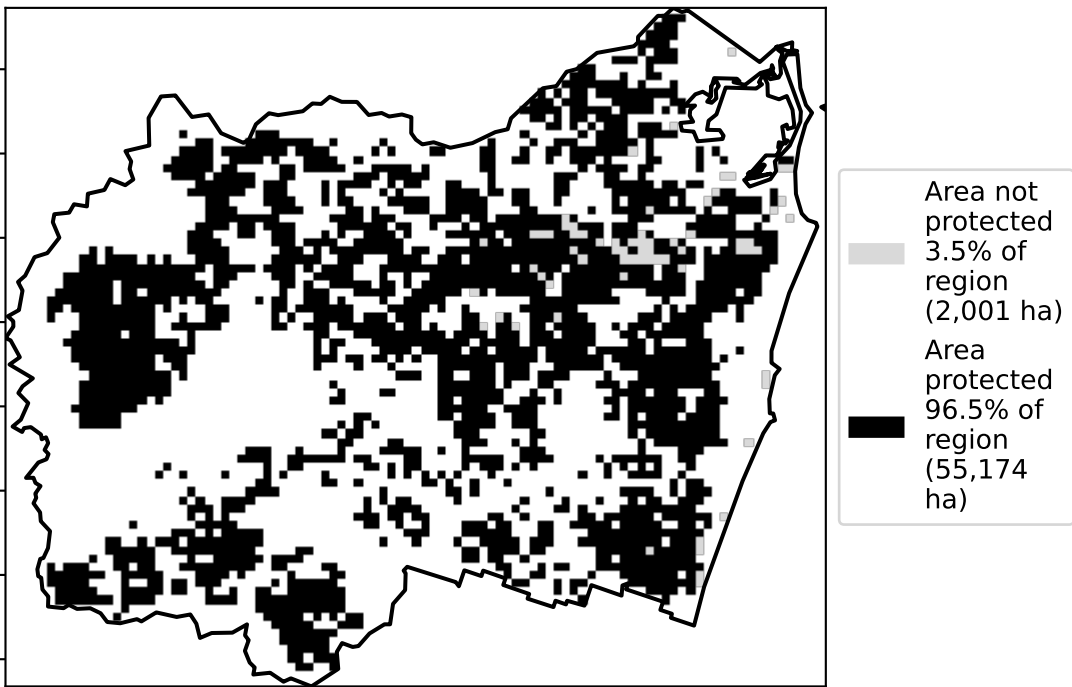 Area not
protected
3.5% of
region
(2,001 ha)
Area
protected
96.5% of
region
(55,174
ha)